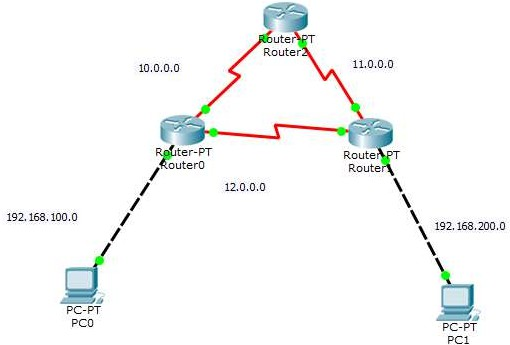 Router-PT
Router2
10.0.0.0
11.0.0.0
Router-PT
Router0
Router-PT
Router1
12.0.0.0
192.168.100.0
192.168.200.0
PC-PT
PC0
PC-PT
PC1